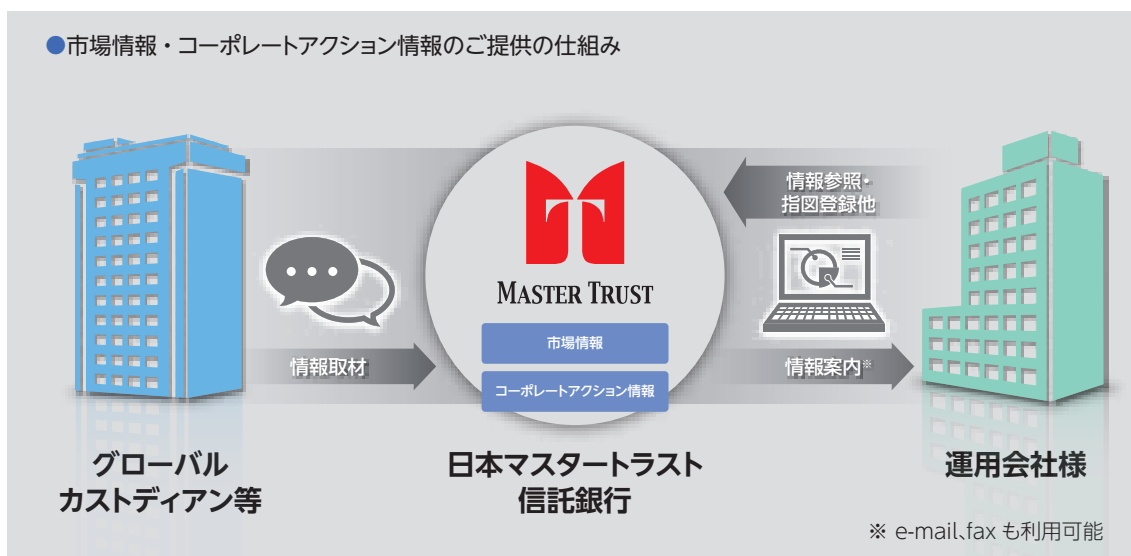 ●市場情報・コーポレートアクション情報のご提供の仕組み
情報参照・
指図登録他
MASTER TRUST
市場情報
情報取材
情報案内※
コーポレートアクション情報
グローバル
カストディアン等
日本マスタートラスト
信託銀行
運用会社様
※ e-mail、fax も利用可能